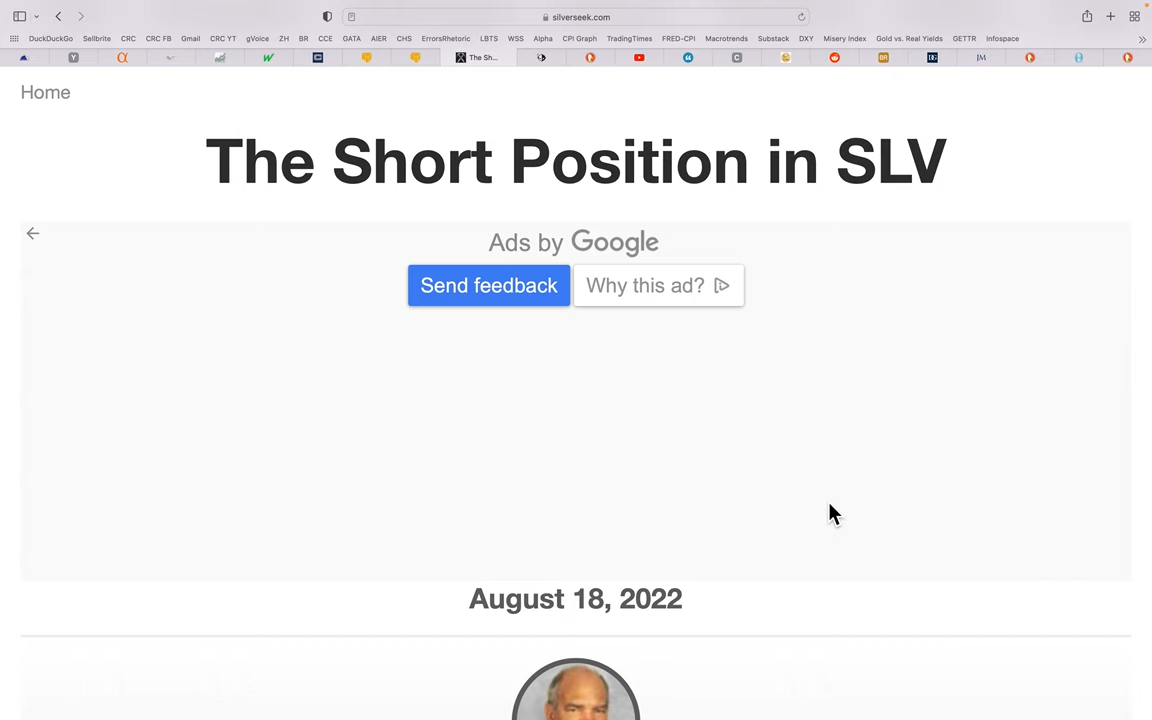 silverseek.com
DuckDuckGo Sellbrite CRC CRC FB Gmail CRC YT gVoice ZH BR CCE GATA AIER CHS ErrorsRhetoric LBTS WSS Alpha CPI Graph TradingTimes FRED-CPI Macrotrends Substack DXY Misery Index Gold vs. Real Yields GETTR Infospace
The Sh...
Home
The Short Position in SLV
Ads by Google
Send feedback Why this ad?
August 18, 2022